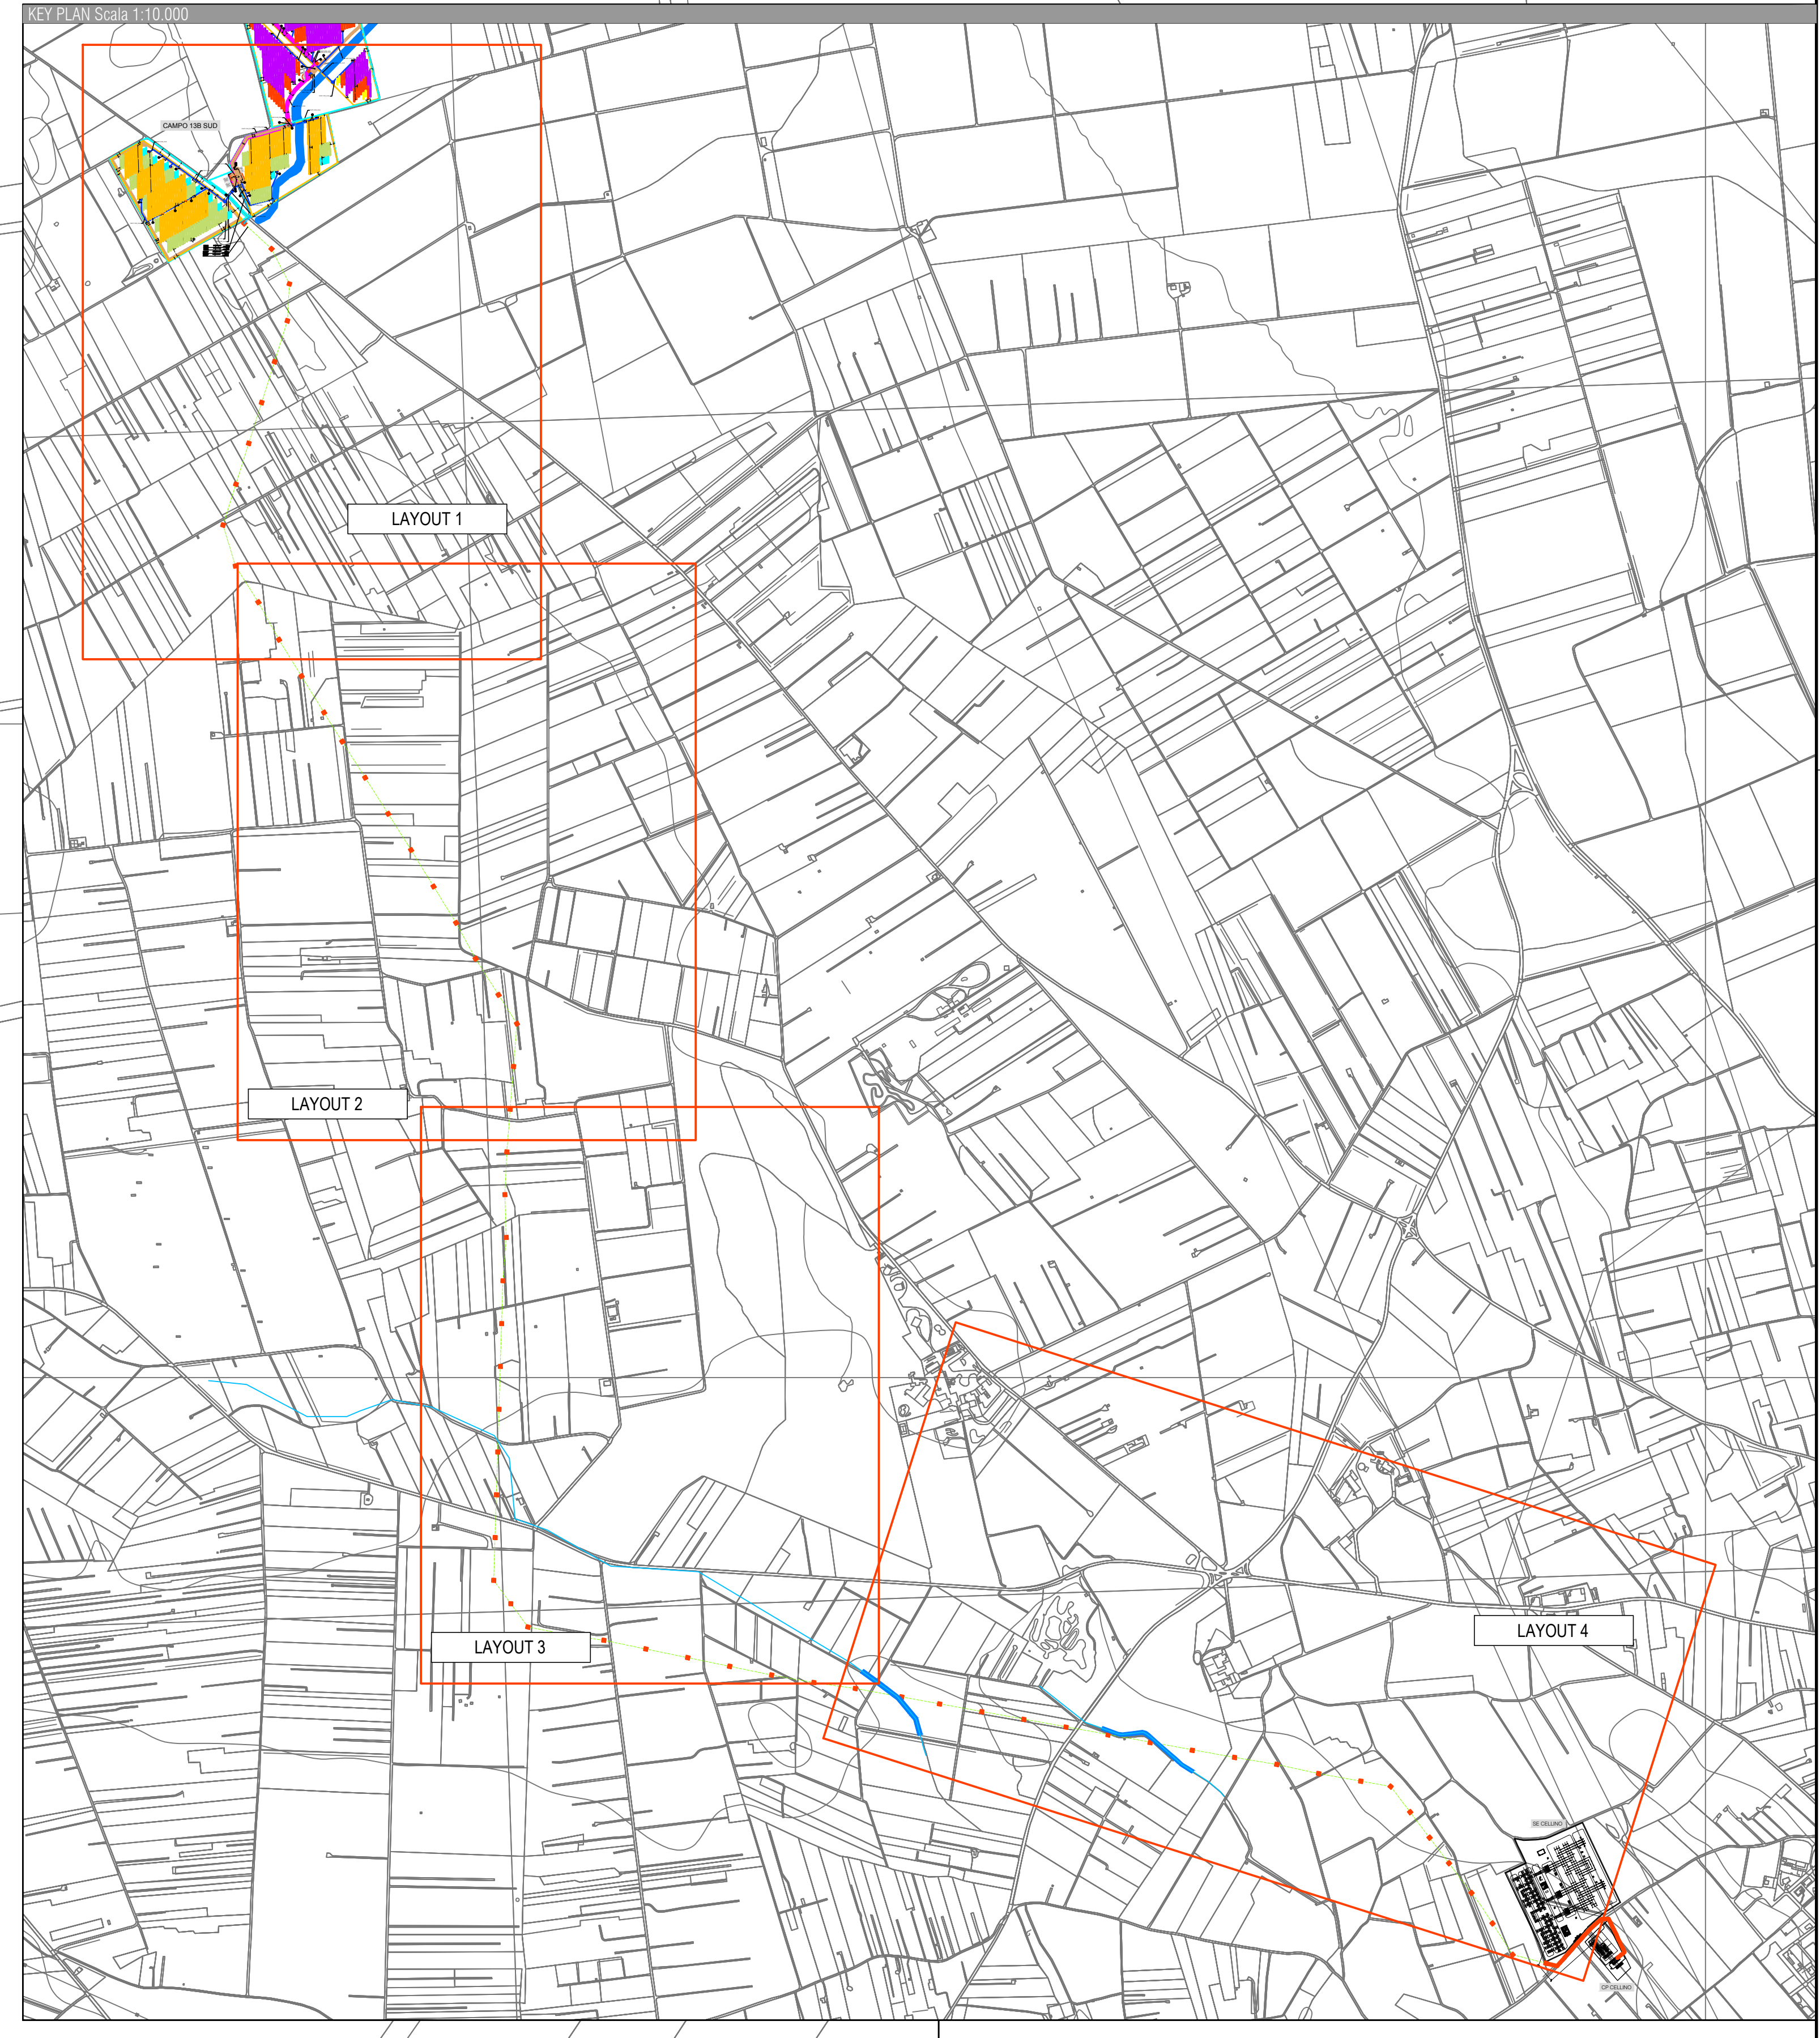 KEY PLAN Scala 1:10.000
CAMPO 13B SUD
LAYOUT 1
LAYOUT 2
LAYOUT 3
LAYOUT 4
SE CELLINO
CP CELLINO